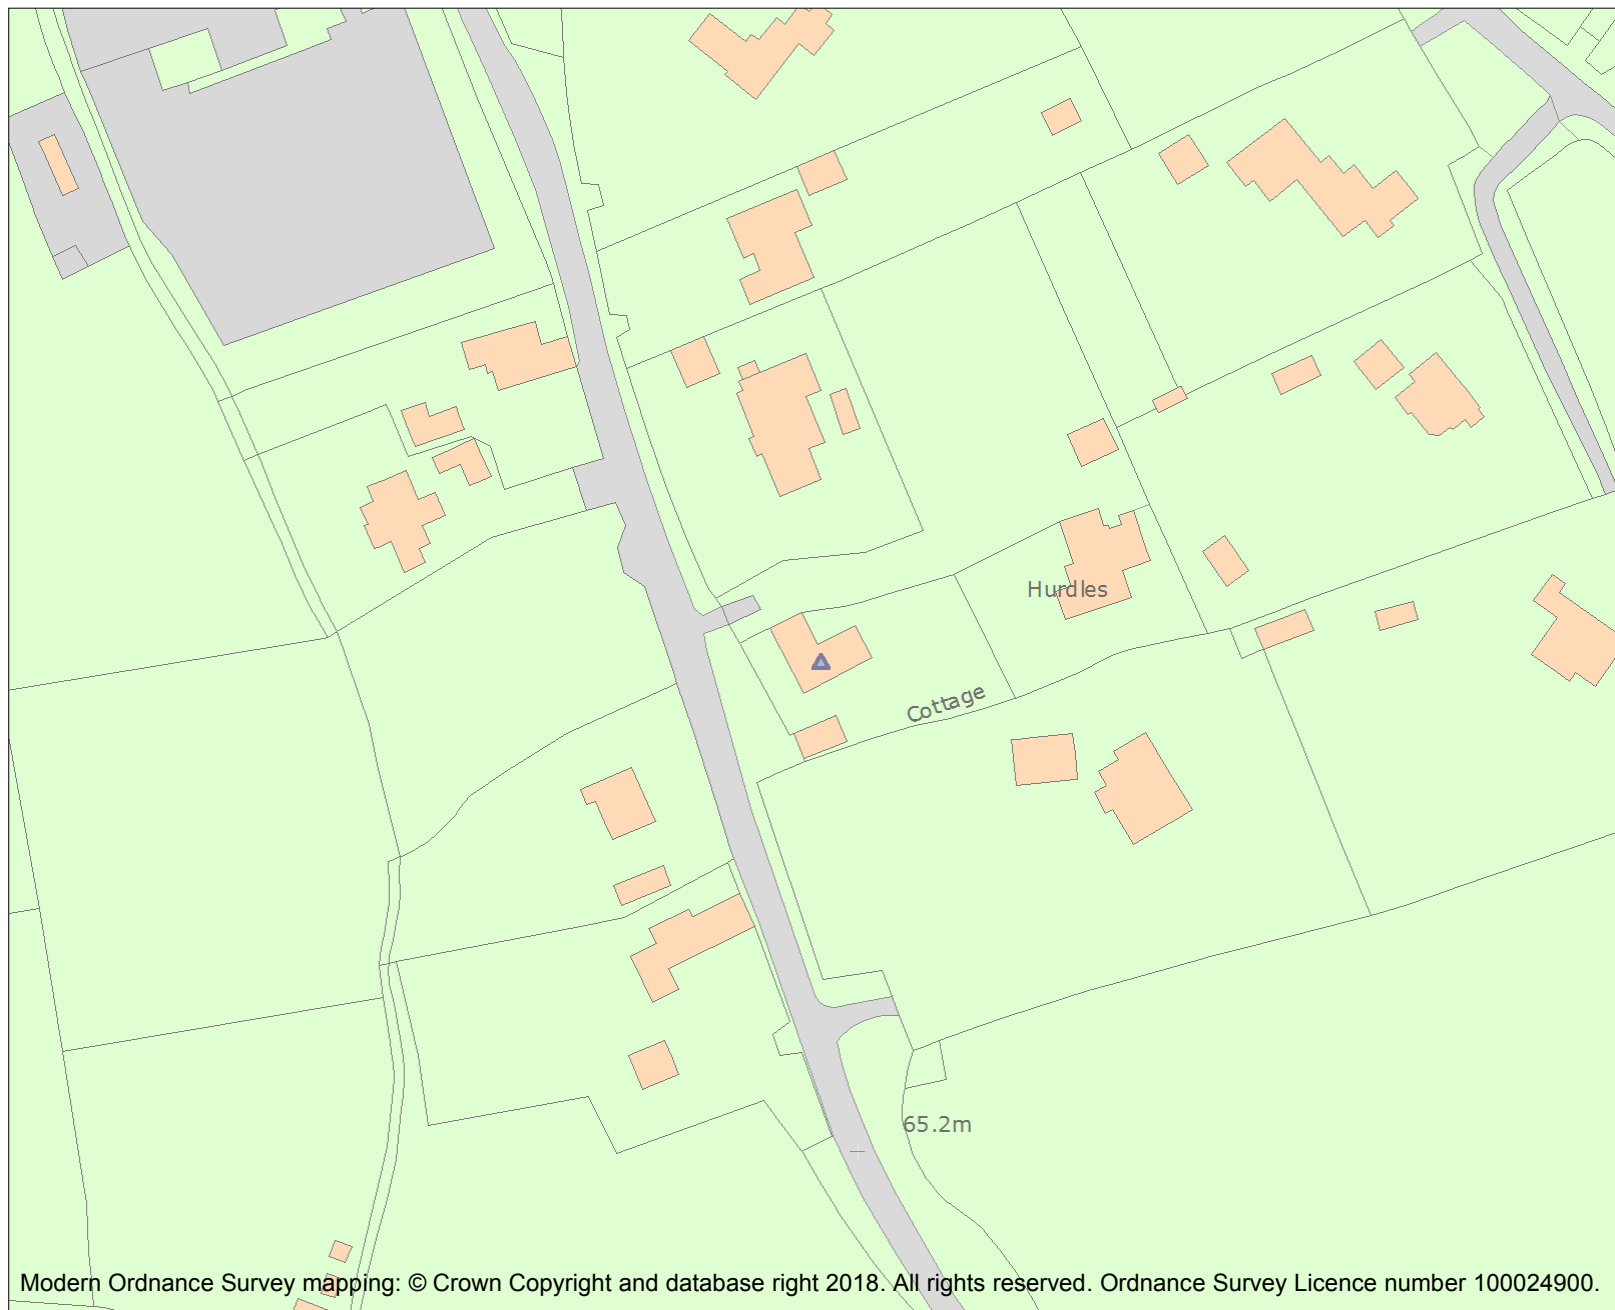 Hurdles
Cottage
65.2m
Modern Ordnance Survey mapping: © Crown Copyright and database right 2018. All rights reserved. Ordnance Survey Licence number 100024900.